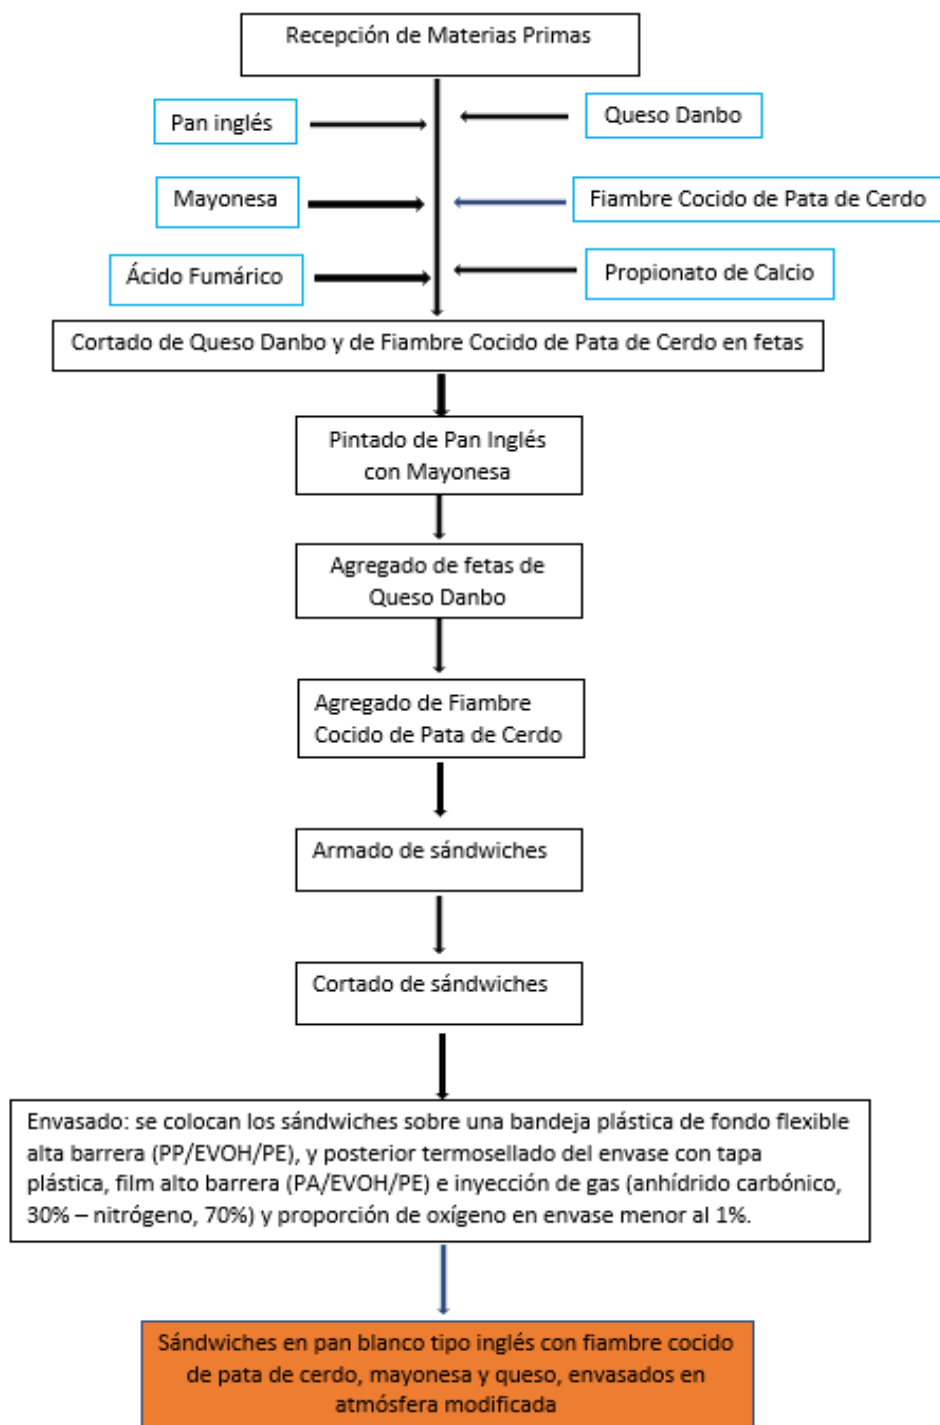 Recepción de Materias Primas
Pan inglés
Queso Danbo
Mayonesa
Fiambre Cocido de Pata de Cerdo
Ácido Fumárico
Propionato de Calcio
Cortado de Queso Danbo y de Fiambre Cocido de Pata de Cerdo en fetas
Pintado de Pan Inglés
con Mayonesa
Agregado de fetas de
Queso Danbo
Agregado de Fiambre
Cocido de Pata de Cerdo
Armado de sándwiches
Cortado de sándwiches
Envasado: se colocan los sándwiches sobre una bandeja plástica de fondo flexible
alta barrera (PP/EVOH/PE), y posterior termosellado del envase con tapa
plástica, film alto barrera (PA/EVOH/PE) e inyección de gas (anhídrido carbónico,
30% – nitrógeno, 70%) y proporción de oxígeno en envase menor al 1%.
Sándwiches en pan blanco tipo inglés con fiambre cocido
de pata de cerdo, mayonesa y queso, envasados en
atmósfera modificada